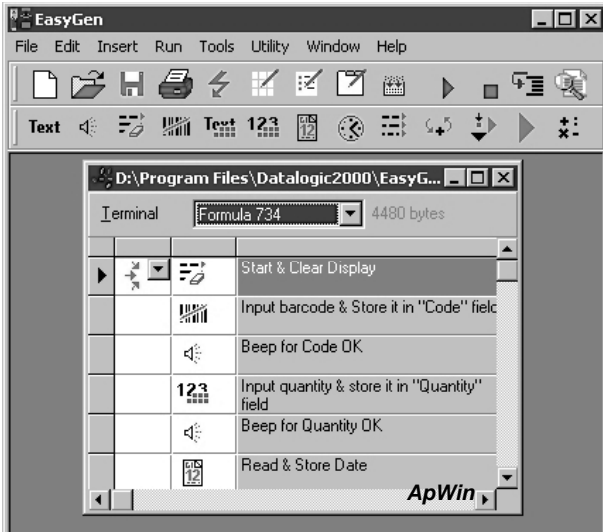 EasyGen
File Edit Insert Run Tools Utility Window Help
Text Text 123 12
D:\Program Files\Datalogic2000\EasyG...
Terminal Formula 734 4480 bytes
Start & Clear Display
Input barcode & Store it in "Code" field
Beep for Code OK
123 Input quantity & store it in "Quantity"
field
Beep for Quantity OK
12 Read & Store Date
ApWin